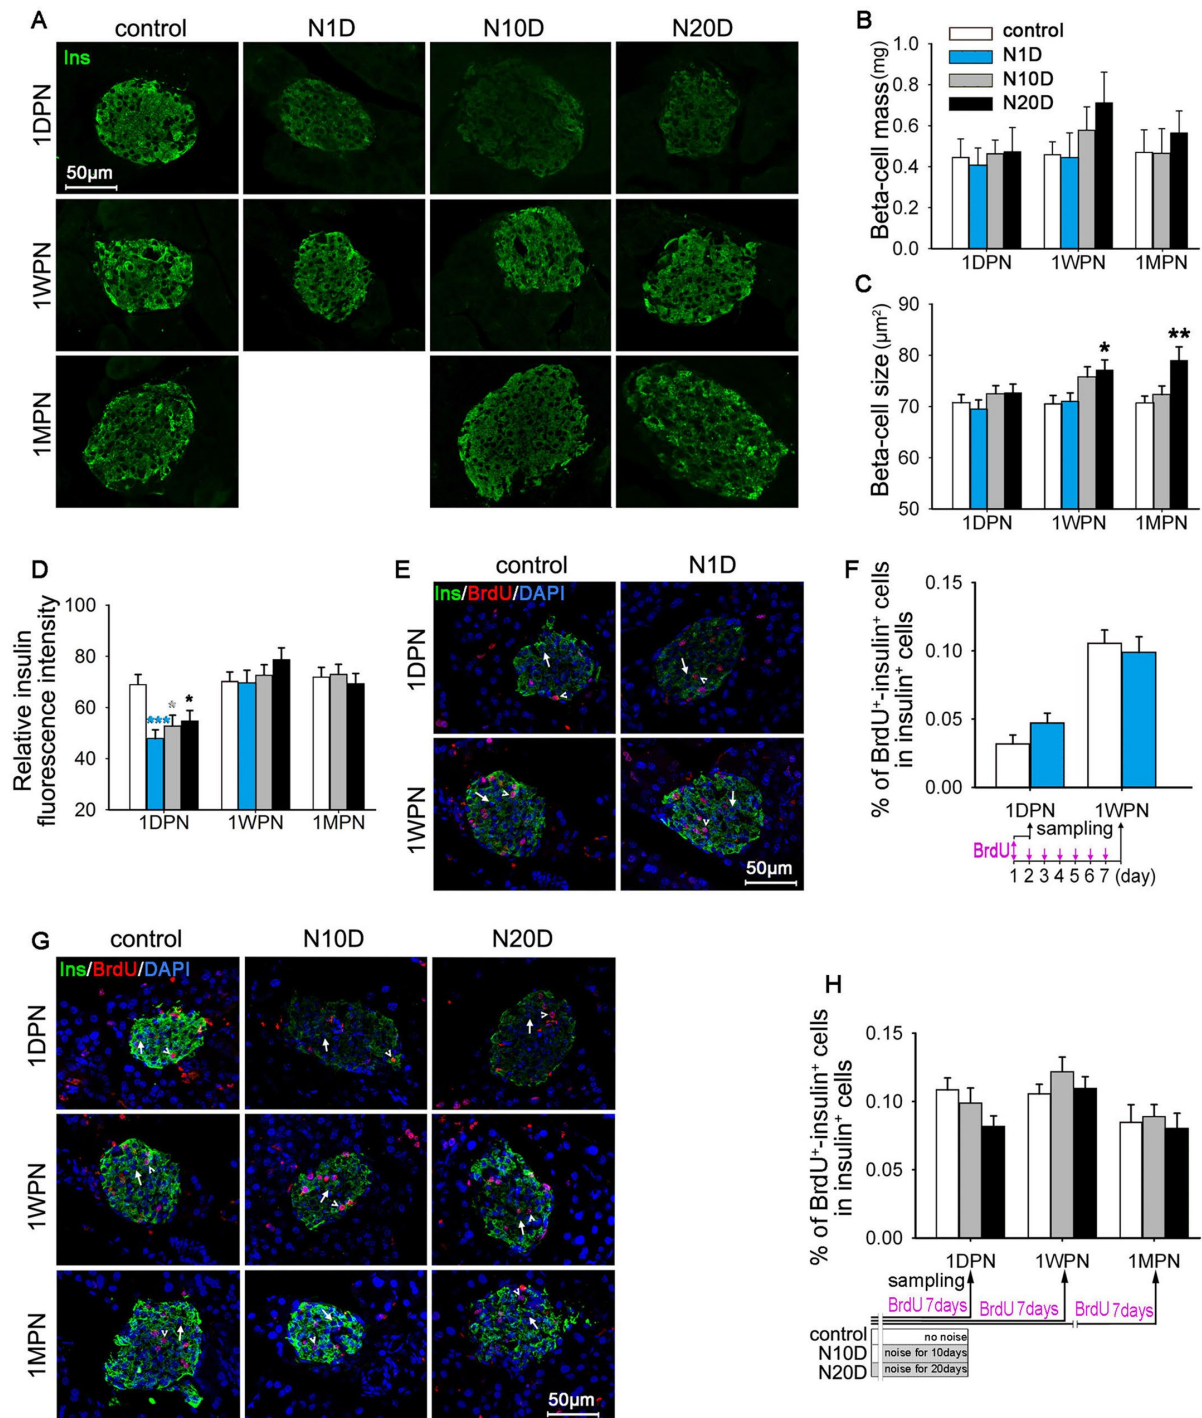 A
control
N1D
N10D
N20D
Ins
1DPN
50µm
1WPN
1MPN
B
Beta-cell mass(mg)
1.0
0.8
0.6
0.4
0.2
0.0
control
N1D
N10D
N20D
1DPN
1WPN
1MPN
C
Beta-cell size (µm²)
90
80
70
60
50
*
**
1DPN
1WPN
1MPN
D
Relative insulin
fluorescence intensity
100
80
60
40
20
***
*
*
1DPN
1WPN
1MPN
E
control
N1D
Ins/BrdU/DAPI
1DPN
1WPN
50µm
F
% of BrdU⁺-insulin⁺ cells
in insulin⁺ cells
0.15
0.10
0.05
0.00
1DPN
1WPN
sampling
BrdU
1 2 3 4 5 6 7 (day)
G
control
N10D
N20D
Ins/BrdU/DAPI
1DPN
1WPN
1MPN
50µm
H
% of BrdU⁺-insulin⁺ cells
in insulin⁺ cells
0.15
0.10
0.05
0.00
1DPN
1WPN
1MPN
sampling
BrdU 7days
BrdU 7days
BrdU 7days
control
no noise
N10D
noise for 10days
N20D
noise for 20days